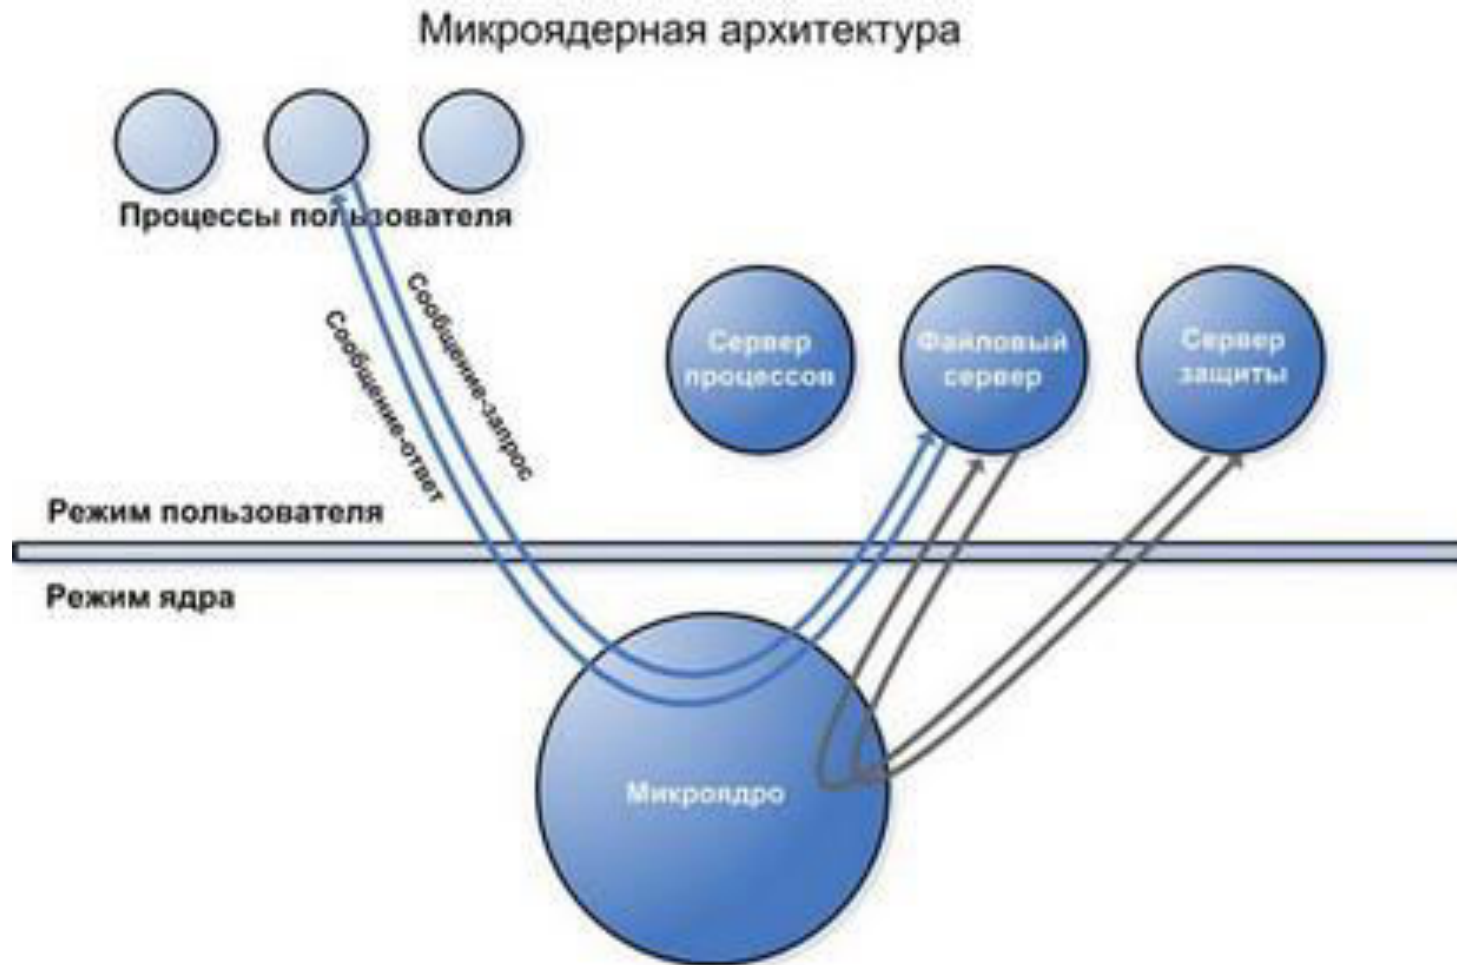 Микроядерная архитектура
Процессы пользователя
Сообщение-запрос
Сообщение-ответ
Сервер
процессов
Файловый
сервер
Сервер
защиты
Режим пользователя
Режим ядра
Микроядро